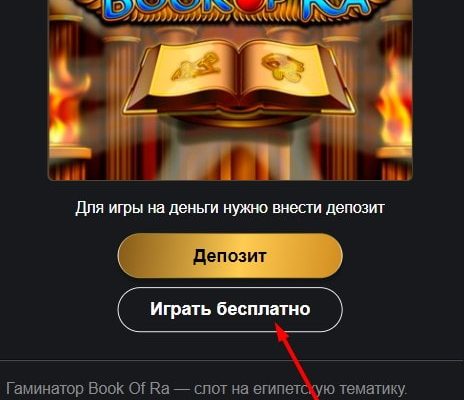 BOOK OF RA
Для игры на деньги нужно внести депозит
Депозит
Играть бесплатно
Гаминатор Book Of Ra — слот на египетскую тематику.